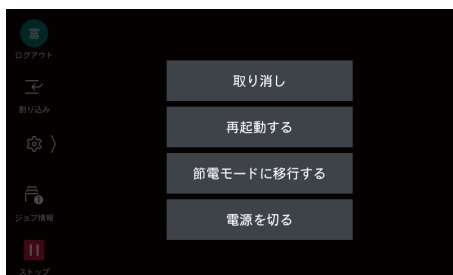 富
ログアウト
割り込み
ジョブ情報
ストップ
取り消し
再起動する
節電モードに移行する
電源を切る